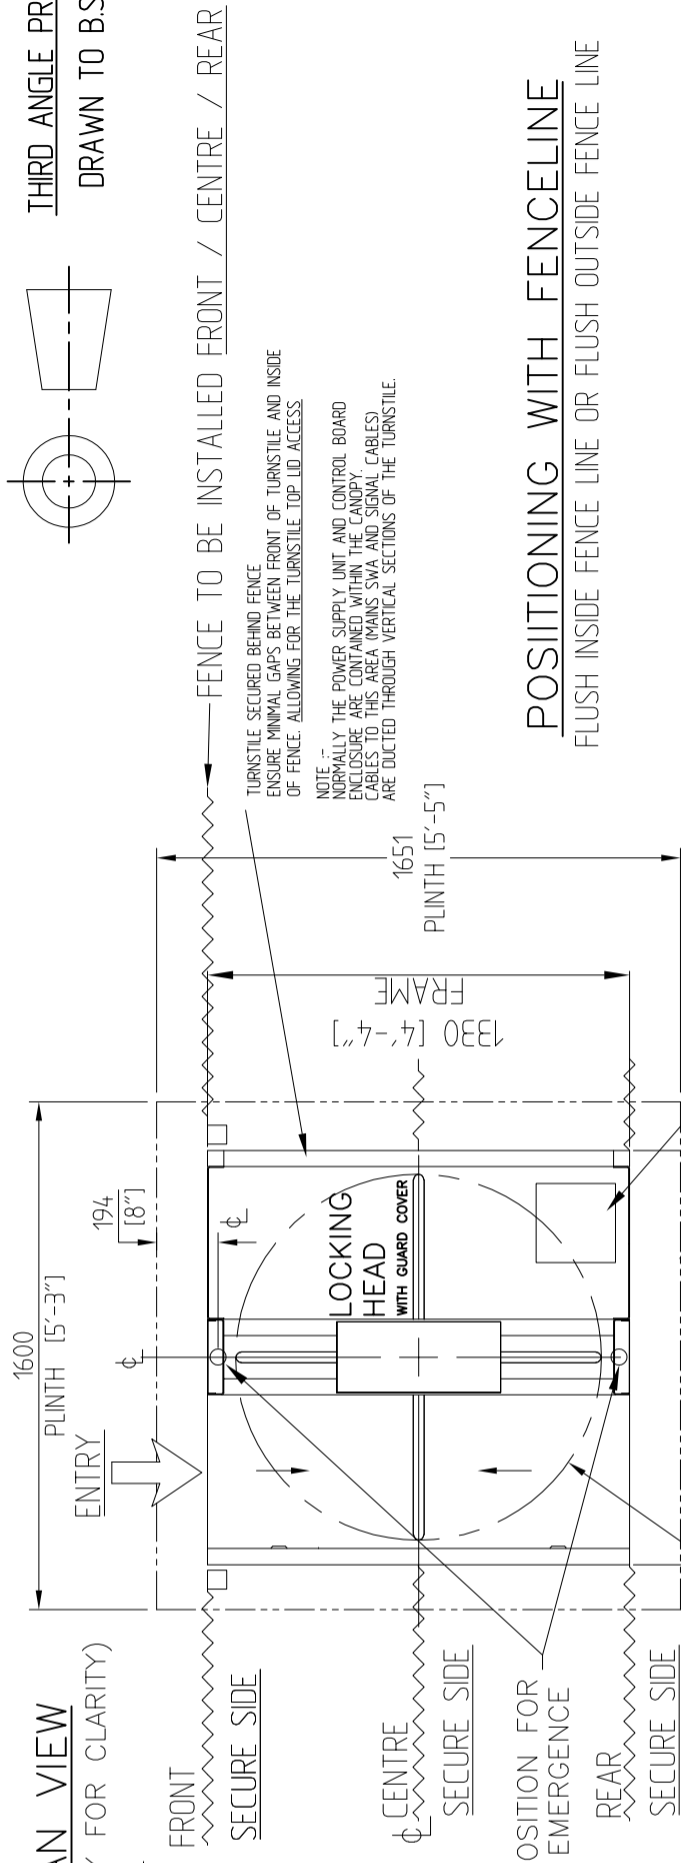 THIRD ANGLE PR
DRAWN TO B.S
FENCE TO BE INSTALLED FRONT / CENTRE / REAR
TURNSTILE SECURED BEHIND FENCE
ENSURE MINIMAL GAPS BETWEEN FRONT OF TURNSTILE AND INSIDE
OF FENCE. ALLOWING FOR THE TURNSTILE TOP LID ACCESS
NOTE :-
NORMALLY THE POWER SUPPLY UNIT AND CONTROL BOARD
ENCLOSURE ARE CONTAINED WITHIN THE CANOPY.
CABLES TO THIS AREA (MAINS SWA AND SIGNAL CABLES)
ARE DUCTED THROUGH VERTICAL SECTIONS OF THE TURNSTILE.
POSIITIONING WITH FENCELINE
FLUSH INSIDE FENCE LINE OR FLUSH OUTSIDE FENCE LINE
1600
PLINTH [5'-3"]
194
[8"]
ENTRY
℄
℄
1651
PLINTH [5'-5"]
1330 [4'-4"]
FRAME
LOCKING
HEAD
WITH GUARD COVER
AN VIEW
FOR CLARITY)
FRONT
SECURE SIDE
℄ CENTRE
SECURE SIDE
OSITION FOR
EMERGENCE
REAR
SECURE SIDE